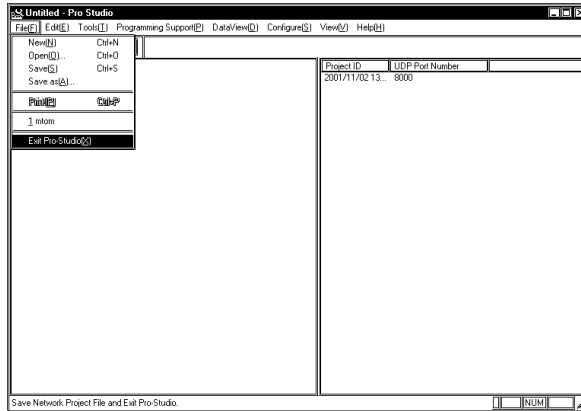 Untitled - Pro Studio
File(F) Edit(E) Tools(T) Programming Support(P) DataView(D) Configure(S) View(V) Help(H)
New(N) Ctrl+N
Open(O)... Ctrl+O
Save(S) Ctrl+S
Save as(A)...
Print(P) Ctrl+P
1 mtom
Exit Pro-Studio(X)
Project ID UDP Port Number
2001/11/02 13... 8000
Save Network Project File and Exit Pro-Studio.
NUM